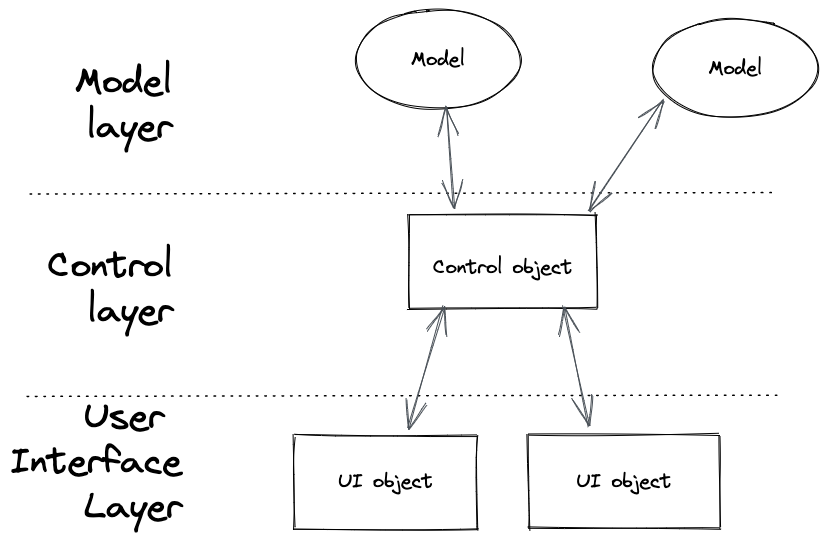 Model
layer
Model
Model
Control
layer
Control object
User
Interface
Layer
UI object
UI object